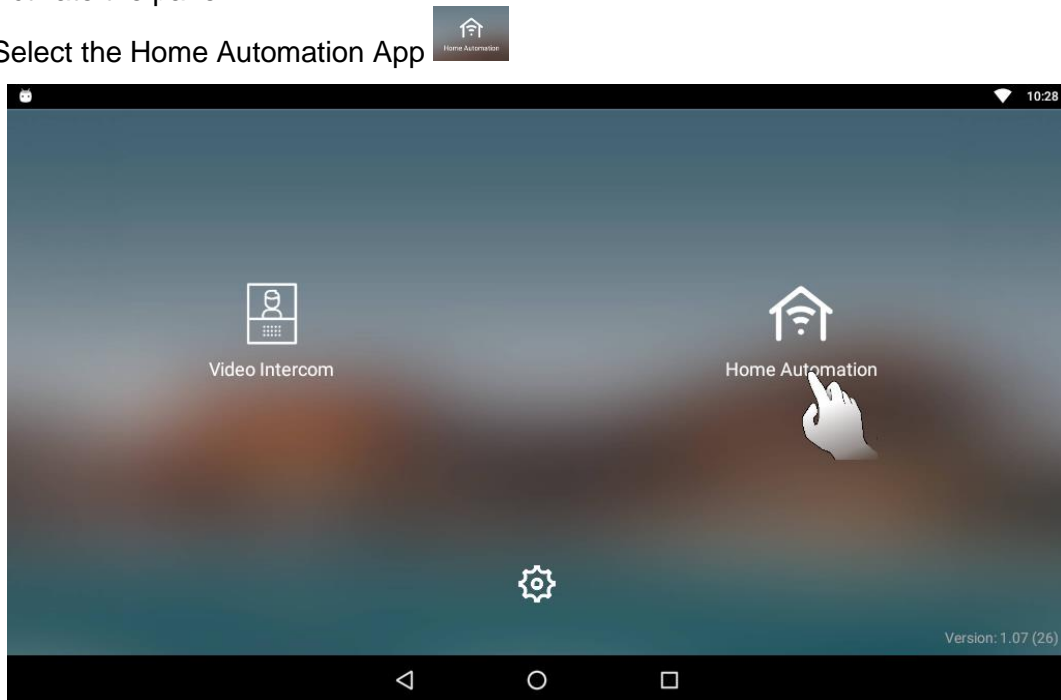 Select the Home Automation App
Home Automation
10:28
Video Intercom
Home Automation
Version: 1.07 (26)